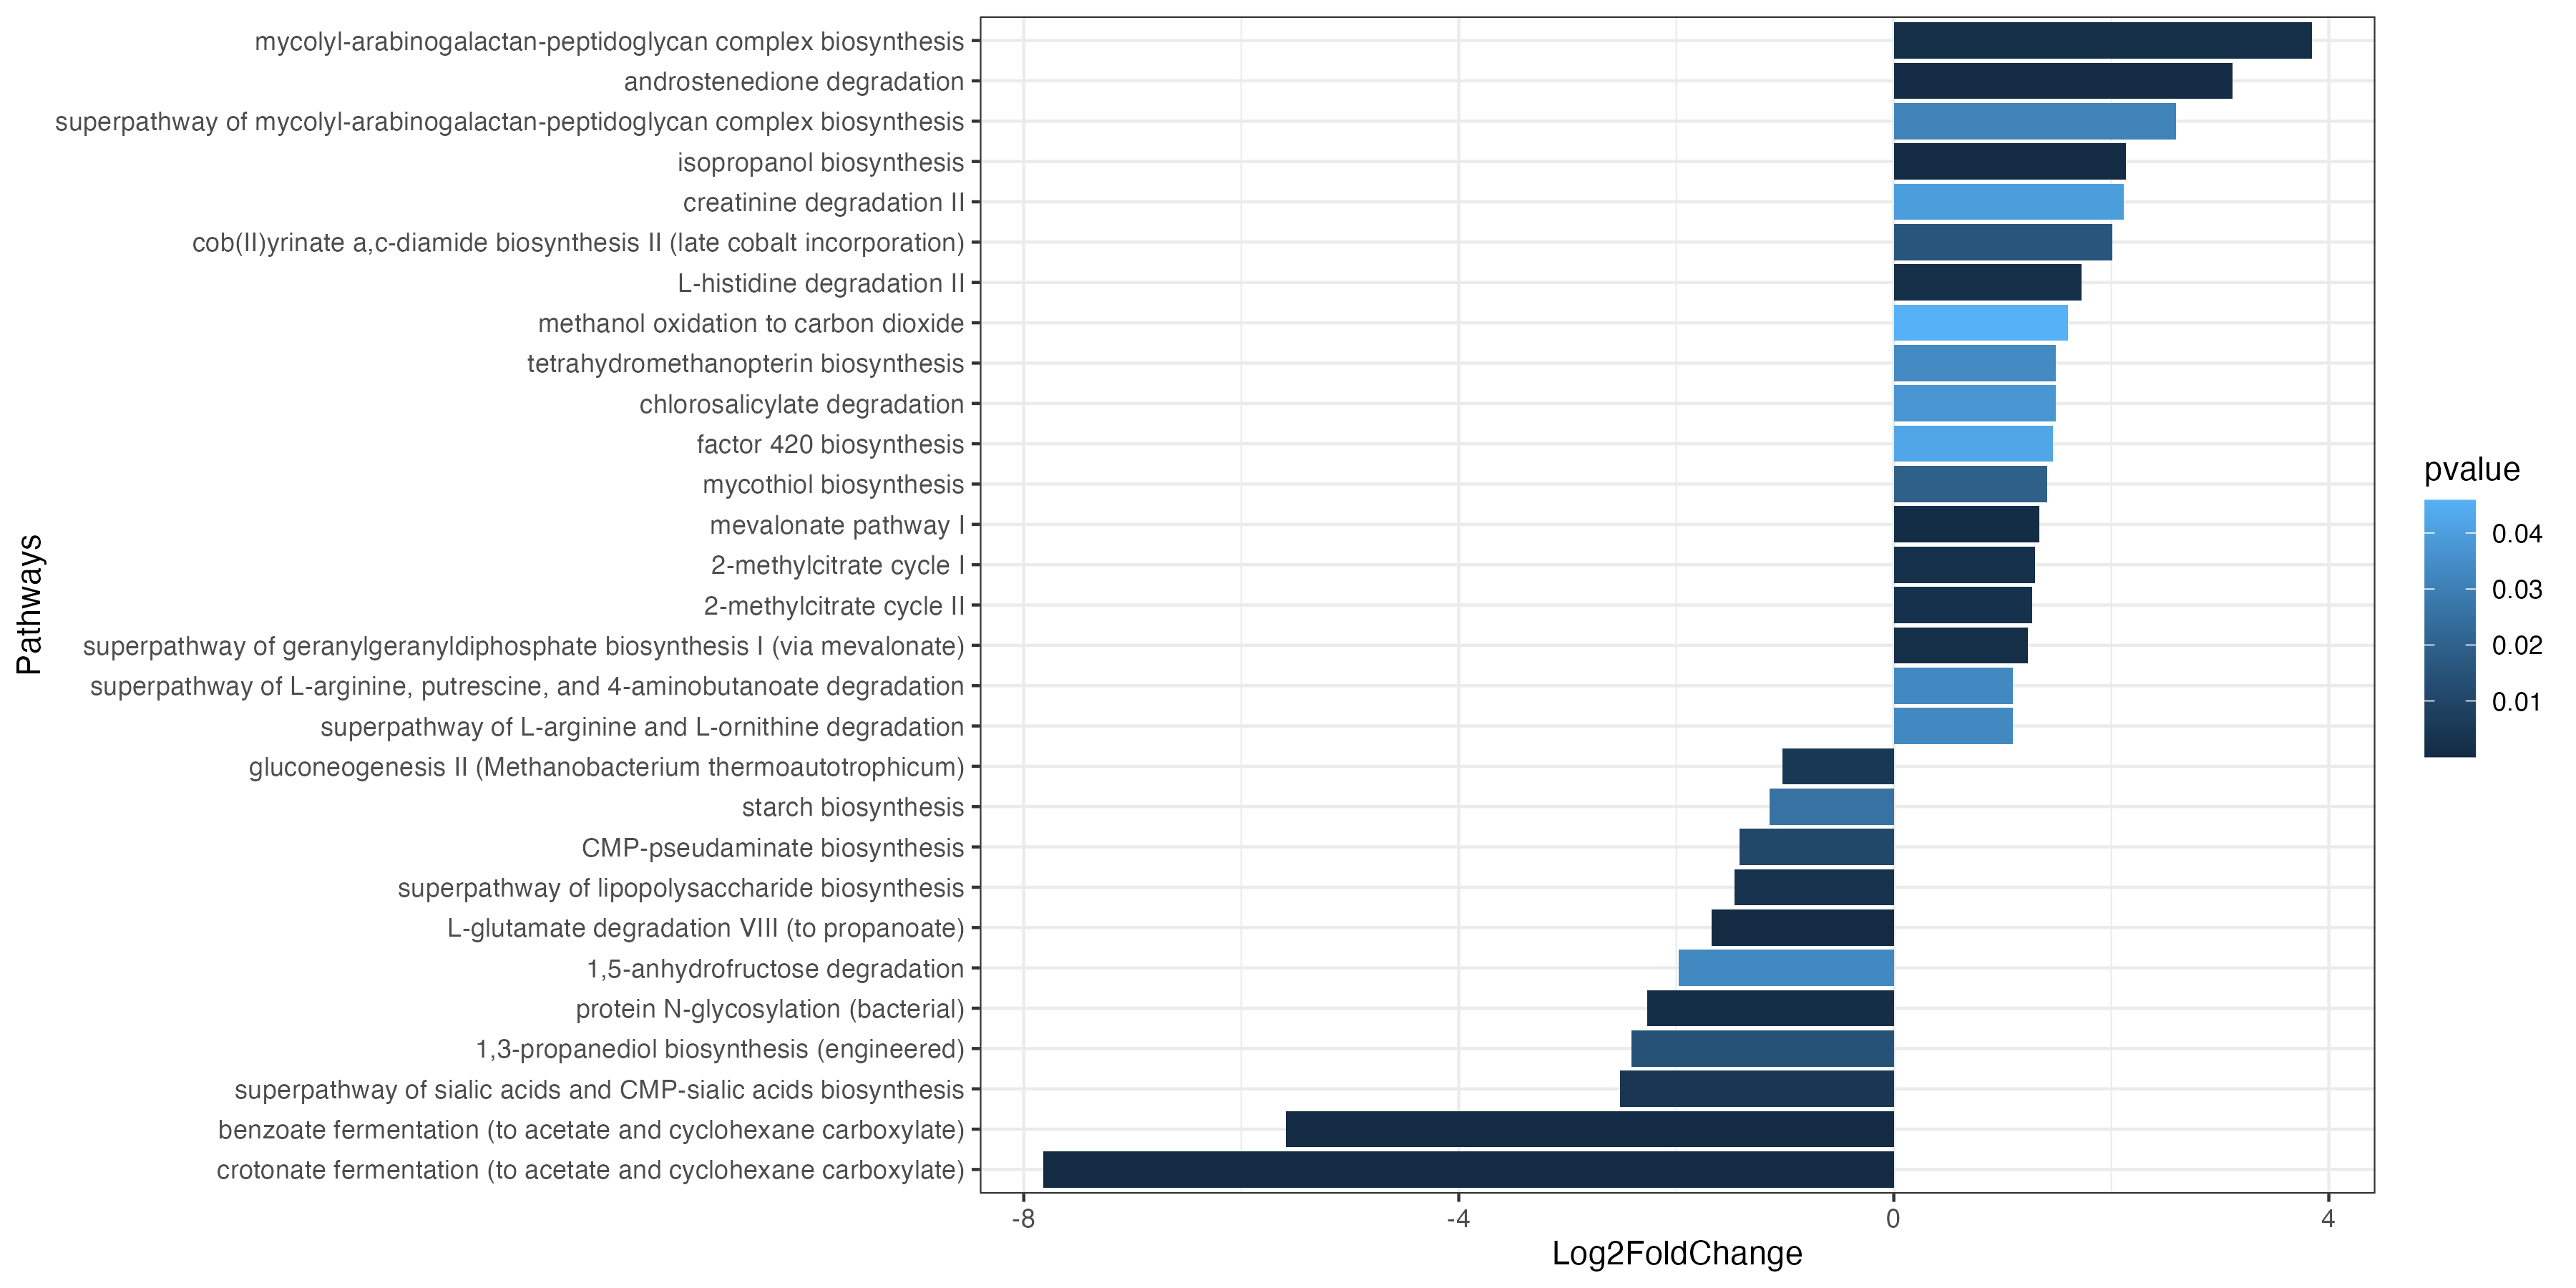 mycolyl-arabinogalactan-peptidoglycan complex biosynthesis
androstenedione degradation
superpathway of mycolyl-arabinogalactan-peptidoglycan complex biosynthesis
isopropanol biosynthesis
creatinine degradation II
cob(II)yrinate a,c-diamide biosynthesis II (late cobalt incorporation)
L-histidine degradation II
methanol oxidation to carbon dioxide
tetrahydromethanopterin biosynthesis
chlorosalicylate degradation
factor 420 biosynthesis
mycothiol biosynthesis
mevalonate pathway I
2-methylcitrate cycle I
2-methylcitrate cycle II
superpathway of geranylgeranyldiphosphate biosynthesis I (via mevalonate)
superpathway of L-arginine, putrescine, and 4-aminobutanoate degradation
superpathway of L-arginine and L-ornithine degradation
gluconeogenesis II (Methanobacterium thermoautotrophicum)
starch biosynthesis
CMP-pseudaminate biosynthesis
superpathway of lipopolysaccharide biosynthesis
L-glutamate degradation VIII (to propanoate)
1,5-anhydrofructose degradation
protein N-glycosylation (bacterial)
1,3-propanediol biosynthesis (engineered)
superpathway of sialic acids and CMP-sialic acids biosynthesis
benzoate fermentation (to acetate and cyclohexane carboxylate)
crotonate fermentation (to acetate and cyclohexane carboxylate)
Pathways
-8 -4 0 4
Log2FoldChange
pvalue
0.04
0.03
0.02
0.01